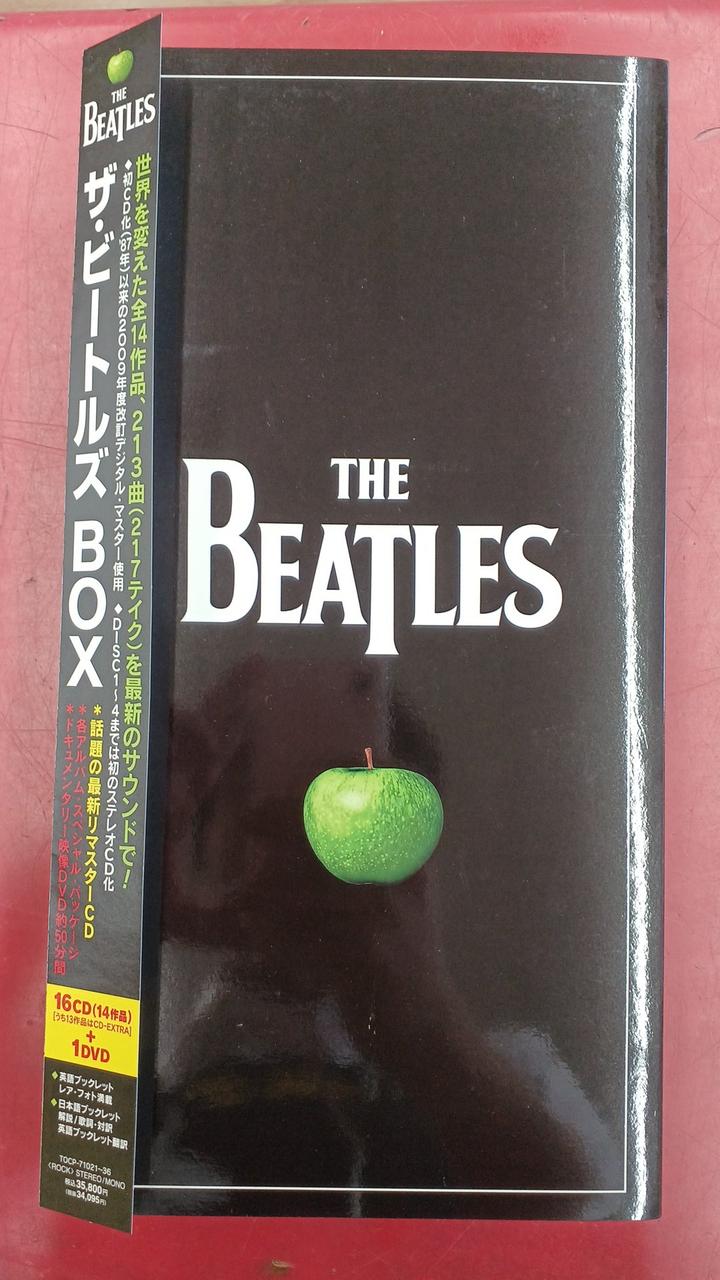 THE
BEATLES
ザ・ビートルズ BOX
世界を変えた全14作品、213曲(217テイク)を最新のサウンドで!
◆初CD化('87年)以来の2009年度改訂デジタル・マスター使用 ◆DISC1~4までは初のステレオCD化
*話題の最新リマスターCD
*各アルバム・スペシャル・パッケージ
*ドキュメンタリー映像DVD約50分間
16CD(14作品)
[うち13作品はCD-EXTRA]
+
1DVD
◆英語ブックレット
レア・フォト満載
◆日本語ブックレット
解説/歌詞・対訳
英語ブックレット翻訳
TOCP-71021~36
〈ROCK〉 STEREO/MONO
税込35,800円
(税抜34,095円)
THE
BEATLES